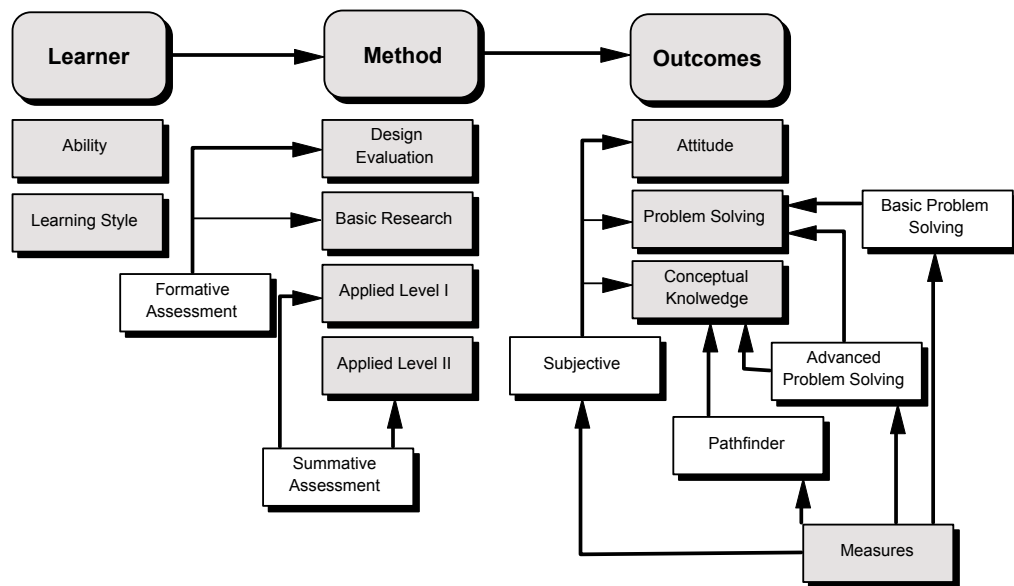 Learner
Method
Outcomes
Ability
Learning Style
Design
Evaluation
Basic Research
Applied Level I
Applied Level II
Formative
Assessment
Summative
Assessment
Attitude
Problem Solving
Conceptual
Knolwedge
Basic Problem
Solving
Subjective
Advanced
Problem Solving
Pathfinder
Measures